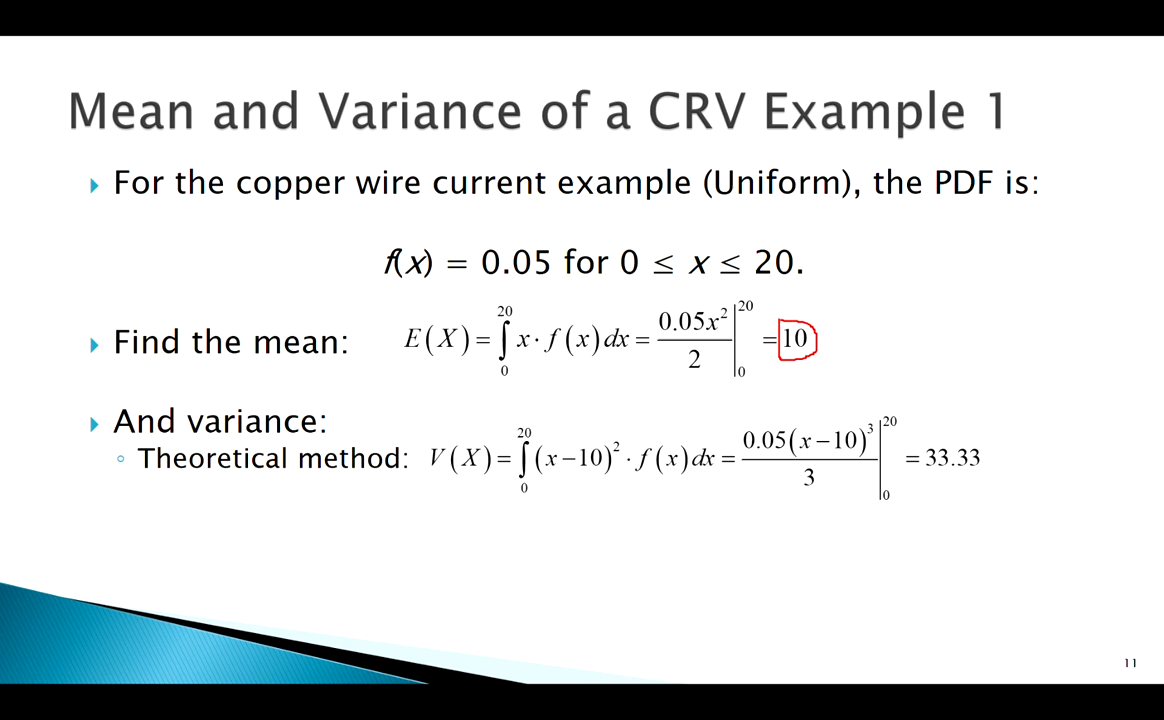 Mean and Variance of a CRV Example 1
For the copper wire current example (Uniform), the PDF is:
f(x) = 0.05 for 0 ≤ x ≤ 20.
Find the mean: E(X) = ∫₀²⁰ x · f(x) dx = 0.05x²/2 |₀²⁰ = 10
And variance:
Theoretical method: V(X) = ∫₀²⁰ (x−10)² · f(x) dx = 0.05(x−10)³/3 |₀²⁰ = 33.33
11